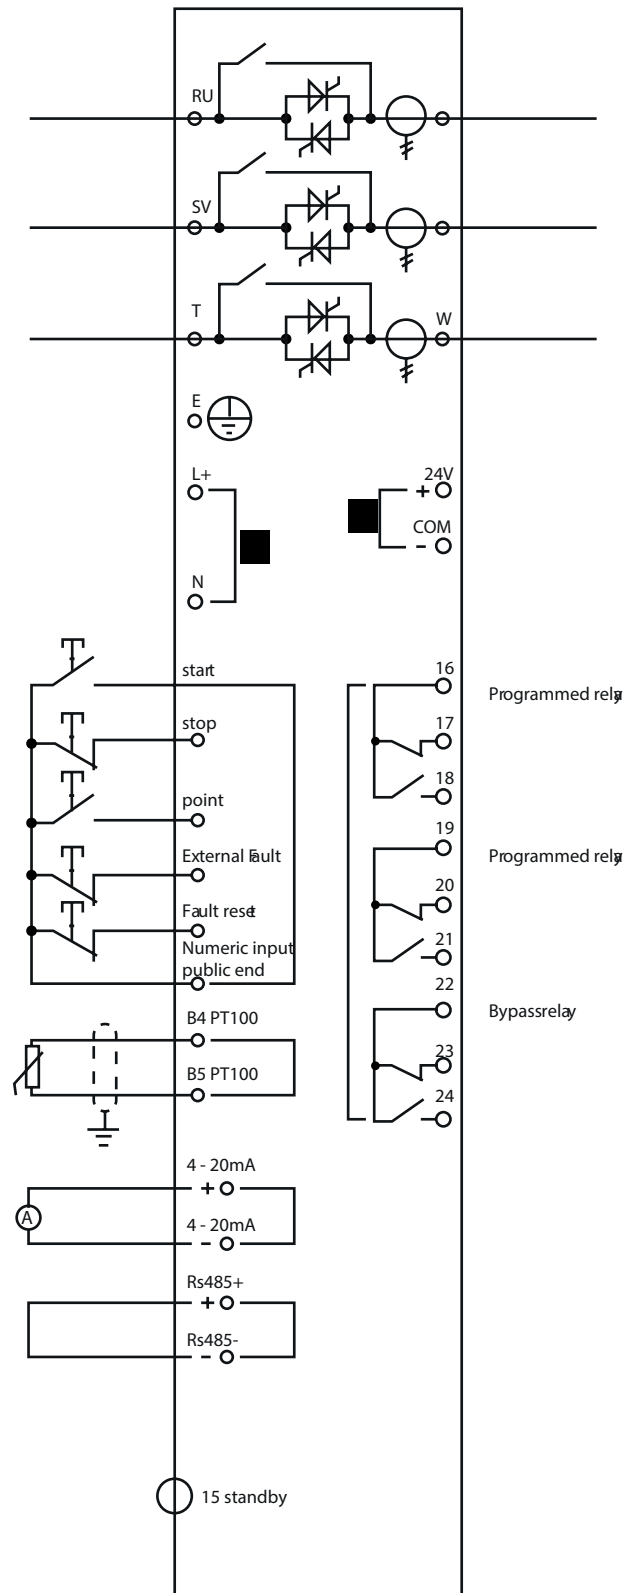 RU
SV
T
W
E
L+
24V
COM
N
start
16
Programmed relay
stop
17
18
point
19
External Fault
Programmed relay
20
Fault reset
21
Numeric input
public end
22
Bypassrelay
B4 PT100
23
B5 PT100
24
4 - 20mA
A
4 - 20mA
Rs485+
Rs485-
15 standby